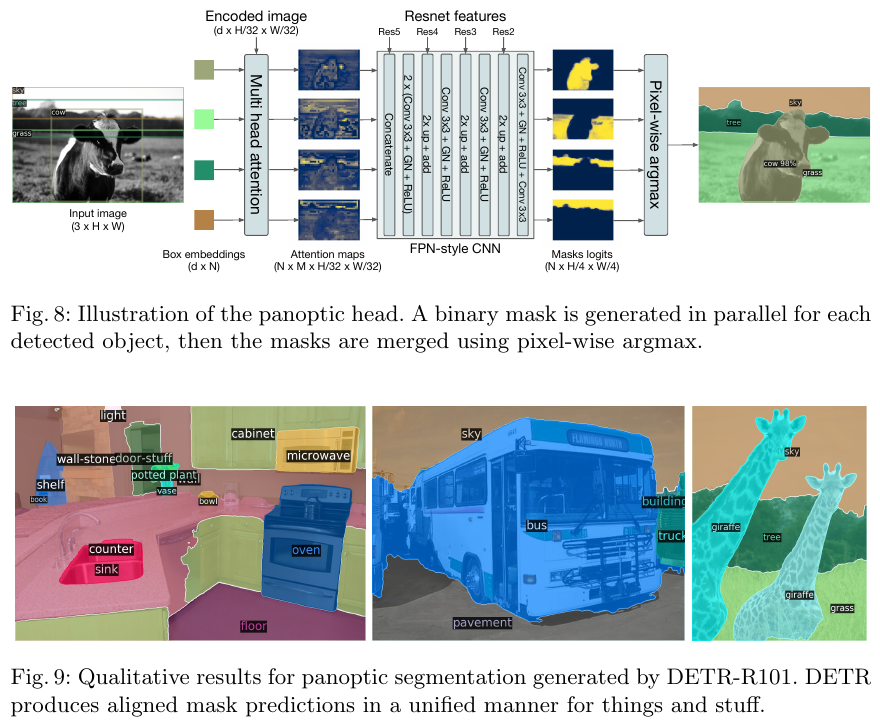 Encoded image
(d x H/32 x W/32)
Resnet features
Res5
Res4
Res3
Res2
sky
tree
cow
grass
Input image
(3 x H x W)
Box embeddings
(d x N)
Multi head attention
Attention maps
(N x M x H/32 x W/32)
Concatenate
2 x (Conv 3x3 + GN + ReLU)
2x up + add
Conv 3x3 + GN + ReLU
2x up + add
Conv 3x3 + GN + ReLU
2x up + add
Conv 3x3 + GN + ReLU + Conv 3x3
FPN-style CNN
Masks logits
(N x H/4 x W/4)
Pixel-wise argmax
sky
tree
cow 98%
grass
Fig. 8: Illustration of the panoptic head. A binary mask is generated in parallel for each
detected object, then the masks are merged using pixel-wise argmax.
light
cabinet
wall-stone
door-stuff
microwave
potted plant
shelf
vase
book
bowl
counter
oven
sink
floor
sky
building
bus
truck
pavement
sky
giraffe
tree
giraffe
grass
Fig. 9: Qualitative results for panoptic segmentation generated by DETR-R101. DETR
produces aligned mask predictions in a unified manner for things and stuff.